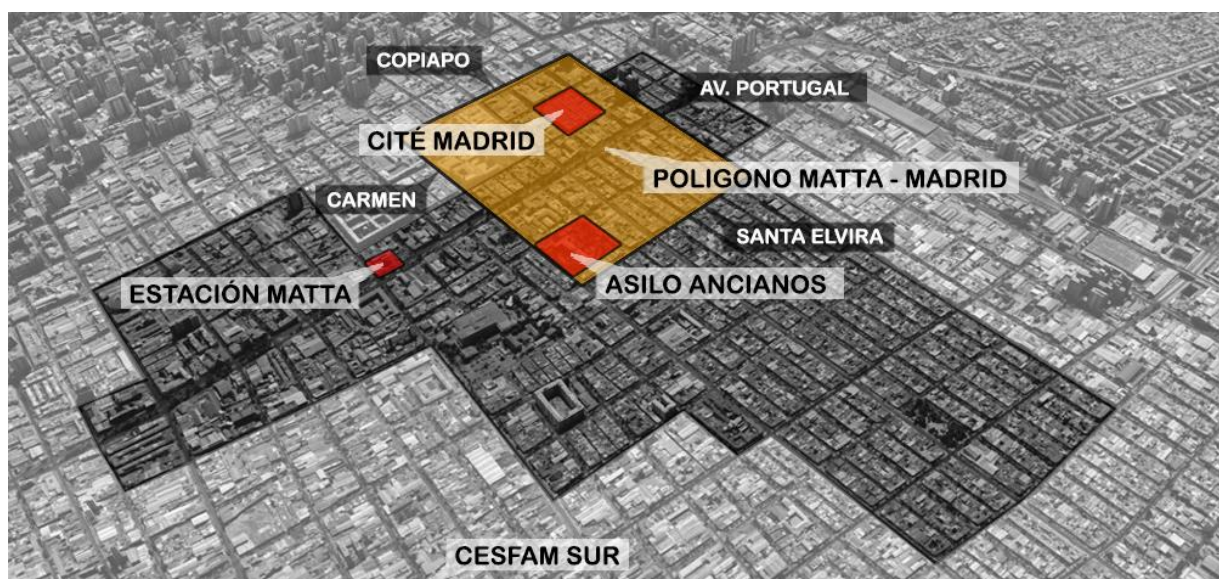 COPIAPO
AV. PORTUGAL
CITÉ MADRID
POLIGONO MATTA - MADRID
CARMEN
SANTA ELVIRA
ESTACIÓN MATTA
ASILO ANCIANOS
CESFAM SUR